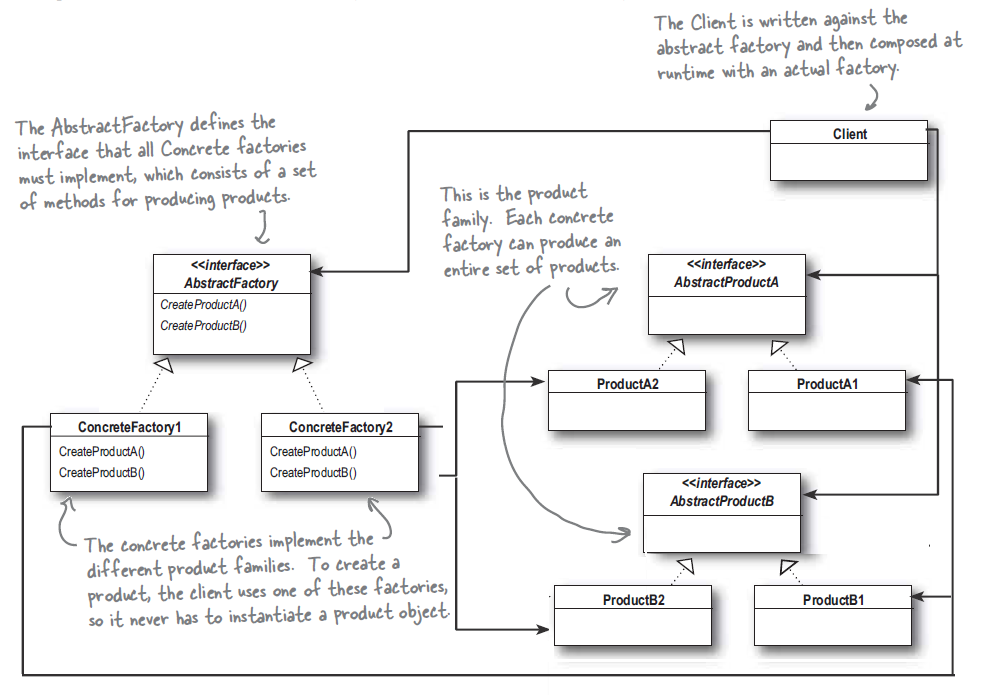 The Client is written against the
abstract factory and then composed at
runtime with an actual factory.
Client
The AbstractFactory defines the
interface that all Concrete factories
must implement, which consists of a set
of methods for producing products.
This is the product
family. Each concrete
factory can produce an
entire set of products.
<<interface>>
AbstractFactory
CreateProductA()
CreateProductB()
<<interface>>
AbstractProductA
ProductA2
ProductA1
ConcreteFactory1
CreateProductA()
CreateProductB()
ConcreteFactory2
CreateProductA()
CreateProductB()
<<interface>>
AbstractProductB
The concrete factories implement the
different product families. To create a
product, the client uses one of these factories,
so it never has to instantiate a product object.
ProductB2
ProductB1